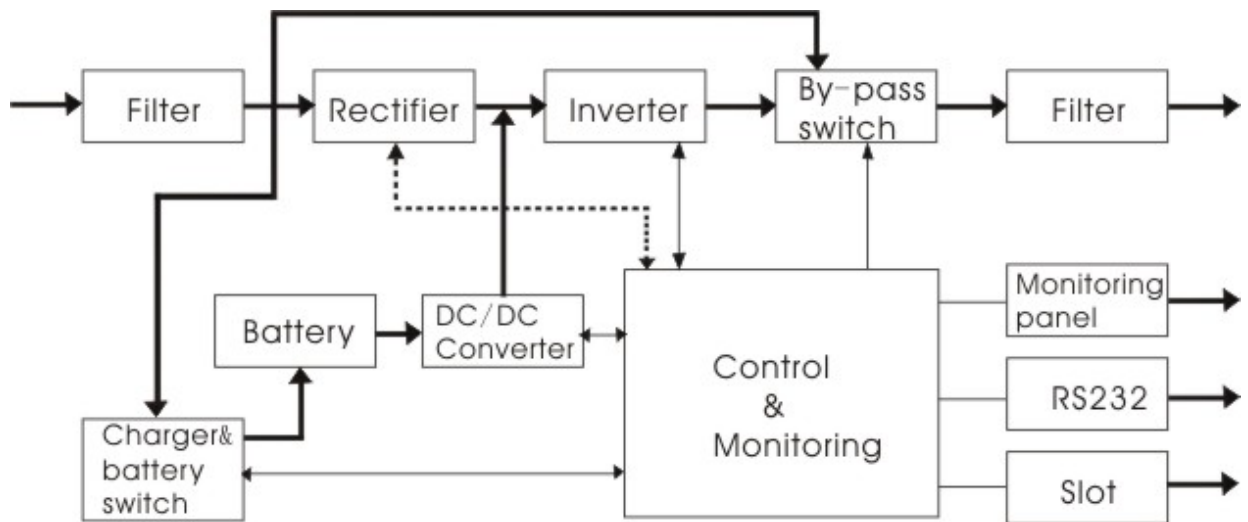 Filter
Rectifier
Inverter
By-pass
switch
Filter
Battery
DC/DC
Converter
Control
&
Monitoring
Monitoring
panel
RS232
Slot
Charger&
battery
switch